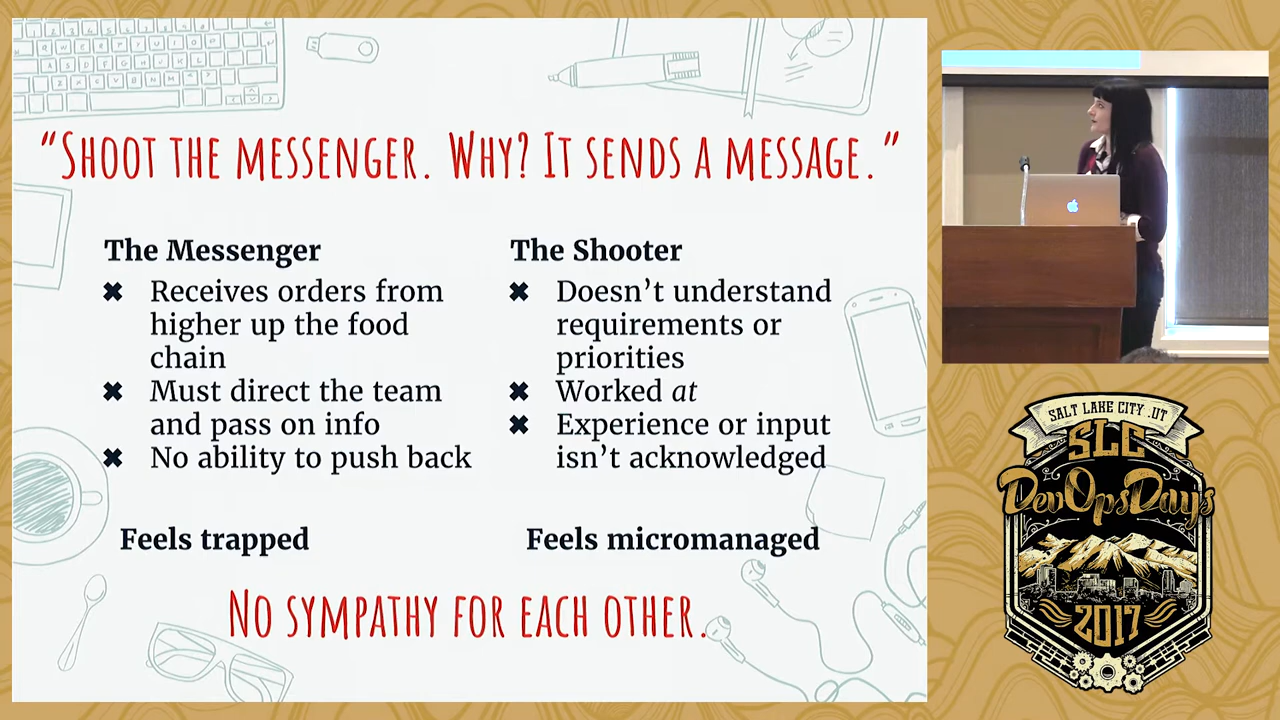 “Shoot the messenger. Why? It sends a message.”
The Messenger
✖ Receives orders from
higher up the food
chain
✖ Must direct the team
and pass on info
✖ No ability to push back
Feels trapped
The Shooter
✖ Doesn’t understand
requirements or
priorities
✖ Worked at
✖ Experience or input
isn’t acknowledged
Feels micromanaged
No sympathy for each other.
SALT LAKE CITY .UT
SLC
DevOpsDays
2017